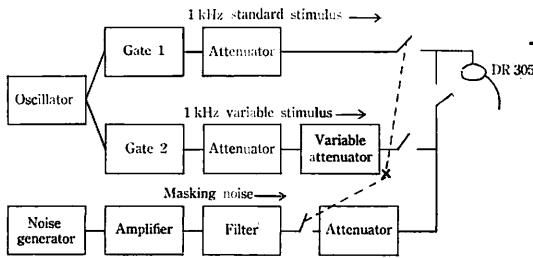 1 kHz standard stimulus
Gate 1
Attenuator
DR 305
Oscillator
1 kHz variable stimulus
Gate 2
Attenuator
Variable
attenuator
Masking noise
Noise
generator
Amplifier
Filter
Attenuator